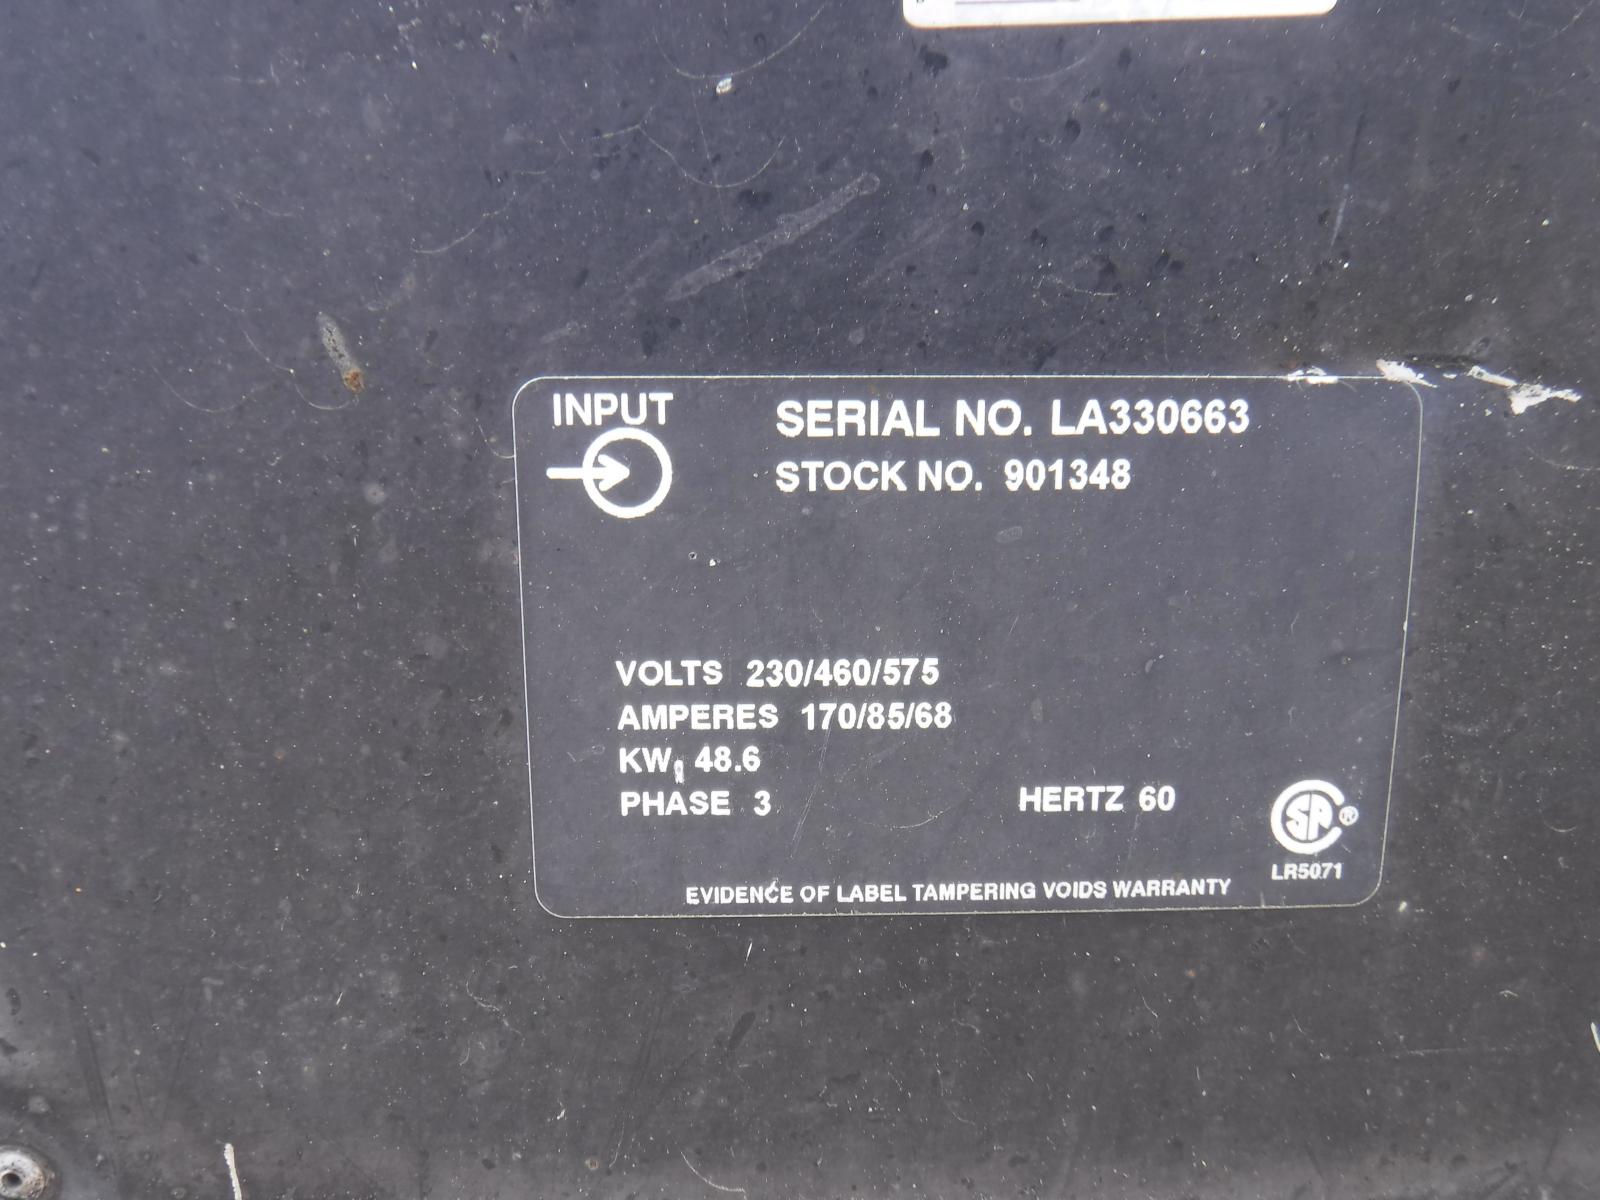 INPUT
SERIAL NO. LA330663
STOCK NO. 901348
VOLTS 230/460/575
AMPERES 170/85/68
KW 48.6
PHASE 3
HERTZ 60
SA®
LR5071
EVIDENCE OF LABEL TAMPERING VOIDS WARRANTY